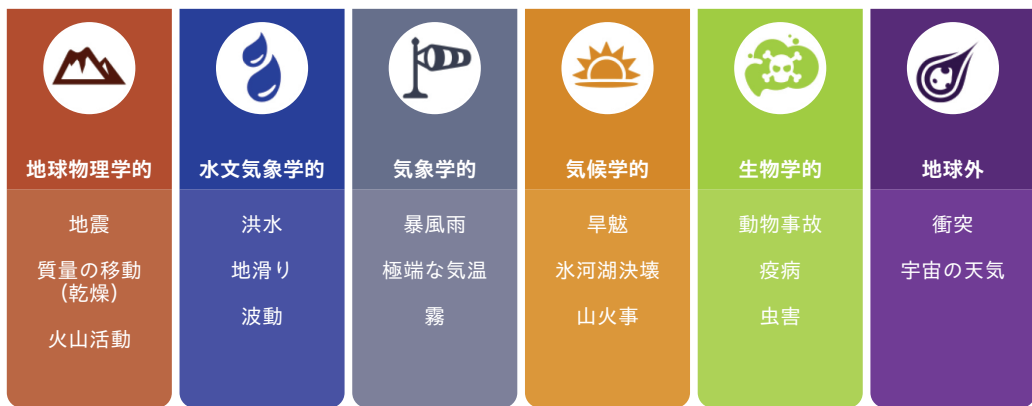 地球物理学的
地震
質量の移動
(乾燥)
火山活動
水文気象学的
洪水
地滑り
波動
気象学的
暴風雨
極端な気温
霧
気候学的
旱魃
氷河湖決壊
山火事
生物学的
動物事故
疫病
虫害
地球外
衝突
宇宙の天気